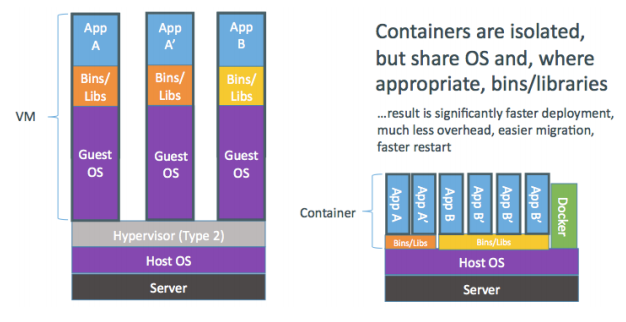 App
A
App
A’
App
B
Bins/
Libs
Bins/
Libs
Bins/
Libs
VM
Guest
OS
Guest
OS
Guest
OS
Hypervisor (Type 2)
Host OS
Server
Containers are isolated,
but share OS and, where
appropriate, bins/libraries
…result is significantly faster deployment,
much less overhead, easier migration,
faster restart
Container
App A
App A’
App B
App B’
App B’
App B’
Docker
Bins/Libs
Bins/Libs
Host OS
Server